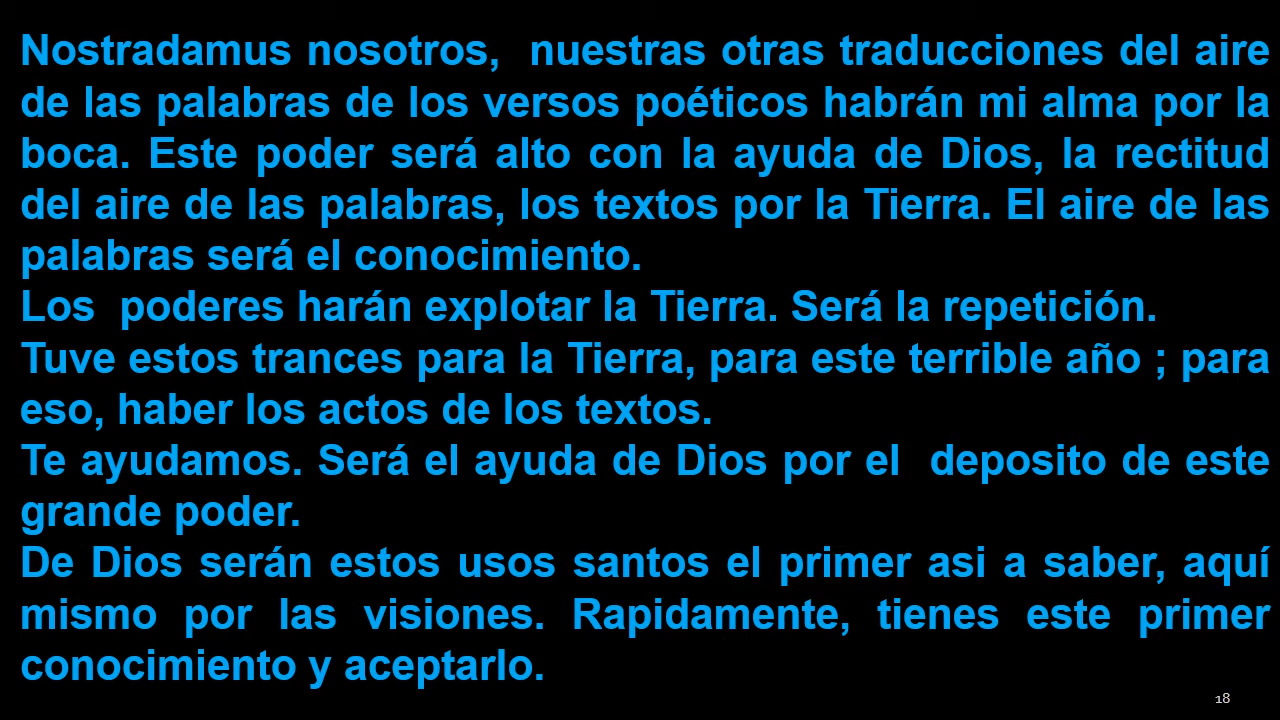 Nostradamus nosotros,  nuestras otras traducciones del aire
de las palabras de los versos poéticos habrán mi alma por la
boca. Este poder será alto con la ayuda de Dios, la rectitud
del aire de las palabras, los textos por la Tierra. El aire de las
palabras será el conocimiento.
Los  poderes harán explotar la Tierra. Será la repetición.
Tuve estos trances para la Tierra, para este terrible año ; para
eso, haber los actos de los textos.
Te ayudamos. Será el ayuda de Dios por el  deposito de este
grande poder.
De Dios serán estos usos santos el primer asi a saber, aquí
mismo por las visiones. Rapidamente, tienes este primer
conocimiento y aceptarlo.
18